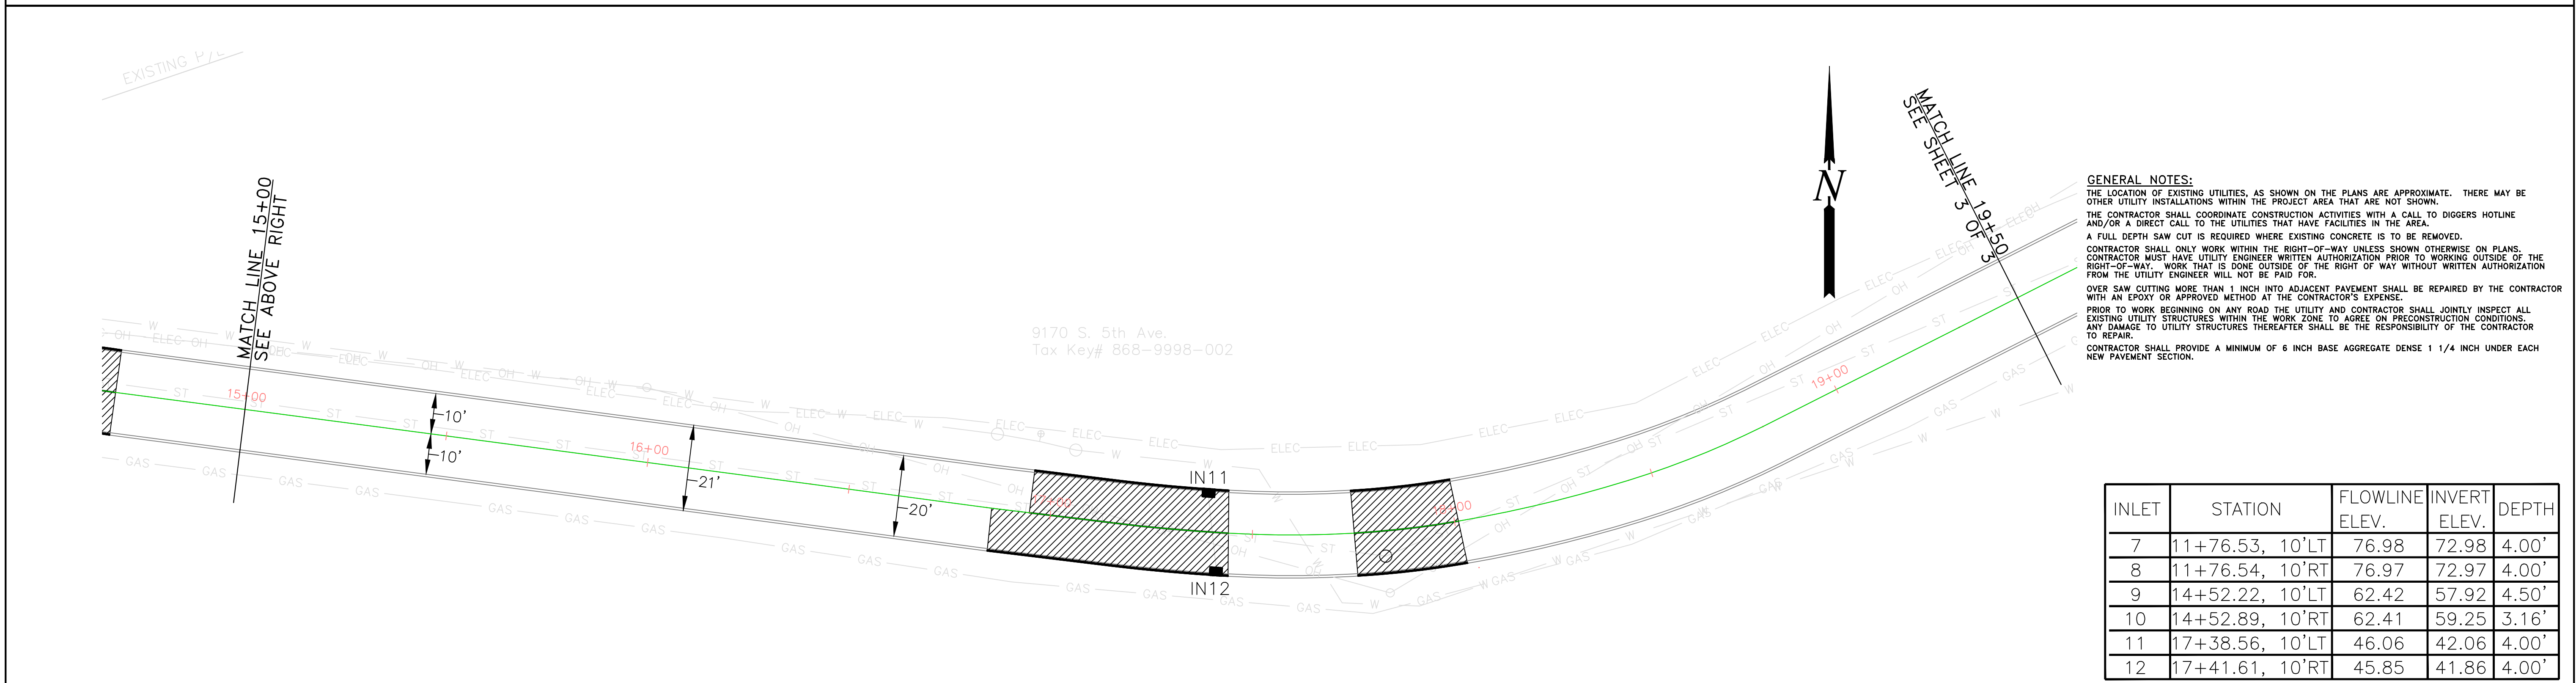 EXISTING P/L
MATCH LINE 15+00
SEE ABOVE RIGHT
15+00
10'
10'
16+00
21'
20'
9170 S. 5th Ave.
Tax Key# 868-9998-002
17+00
IN11
IN12
18+00
19+00
N
MATCH LINE 19+50
SEE SHEET 3 OF 3
OH
ELEC
W
ST
GAS
GENERAL NOTES:
THE LOCATION OF EXISTING UTILITIES, AS SHOWN ON THE PLANS ARE APPROXIMATE. THERE MAY BE
OTHER UTILITY INSTALLATIONS WITHIN THE PROJECT AREA THAT ARE NOT SHOWN.
THE CONTRACTOR SHALL COORDINATE CONSTRUCTION ACTIVITIES WITH A CALL TO DIGGERS HOTLINE
AND/OR A DIRECT CALL TO THE UTILITIES THAT HAVE FACILITIES IN THE AREA.
A FULL DEPTH SAW CUT IS REQUIRED WHERE EXISTING CONCRETE IS TO BE REMOVED.
CONTRACTOR SHALL ONLY WORK WITHIN THE RIGHT-OF-WAY UNLESS SHOWN OTHERWISE ON PLANS.
CONTRACTOR MUST HAVE UTILITY ENGINEER WRITTEN AUTHORIZATION PRIOR TO WORKING OUTSIDE OF THE
RIGHT-OF-WAY. WORK THAT IS DONE OUTSIDE OF THE RIGHT OF WAY WITHOUT WRITTEN AUTHORIZATION
FROM THE UTILITY ENGINEER WILL NOT BE PAID FOR.
OVER SAW CUTTING MORE THAN 1 INCH INTO ADJACENT PAVEMENT SHALL BE REPAIRED BY THE CONTRACTOR
WITH AN EPOXY OR APPROVED METHOD AT THE CONTRACTOR'S EXPENSE.
PRIOR TO WORK BEGINNING ON ANY ROAD THE UTILITY AND CONTRACTOR SHALL JOINTLY INSPECT ALL
EXISTING UTILITY STRUCTURES WITHIN THE WORK ZONE TO AGREE ON PRECONSTRUCTION CONDITIONS.
ANY DAMAGE TO UTILITY STRUCTURES THEREAFTER SHALL BE THE RESPONSIBILITY OF THE CONTRACTOR
TO REPAIR.
CONTRACTOR SHALL PROVIDE A MINIMUM OF 6 INCH BASE AGGREGATE DENSE 1 1/4 INCH UNDER EACH
NEW PAVEMENT SECTION.
INLET STATION FLOWLINE ELEV. INVERT ELEV. DEPTH
7 11+76.53, 10'LT 76.98 72.98 4.00'
8 11+76.54, 10'RT 76.97 72.97 4.00'
9 14+52.22, 10'LT 62.42 57.92 4.50'
10 14+52.89, 10'RT 62.41 59.25 3.16'
11 17+38.56, 10'LT 46.06 42.06 4.00'
12 17+41.61, 10'RT 45.85 41.86 4.00'